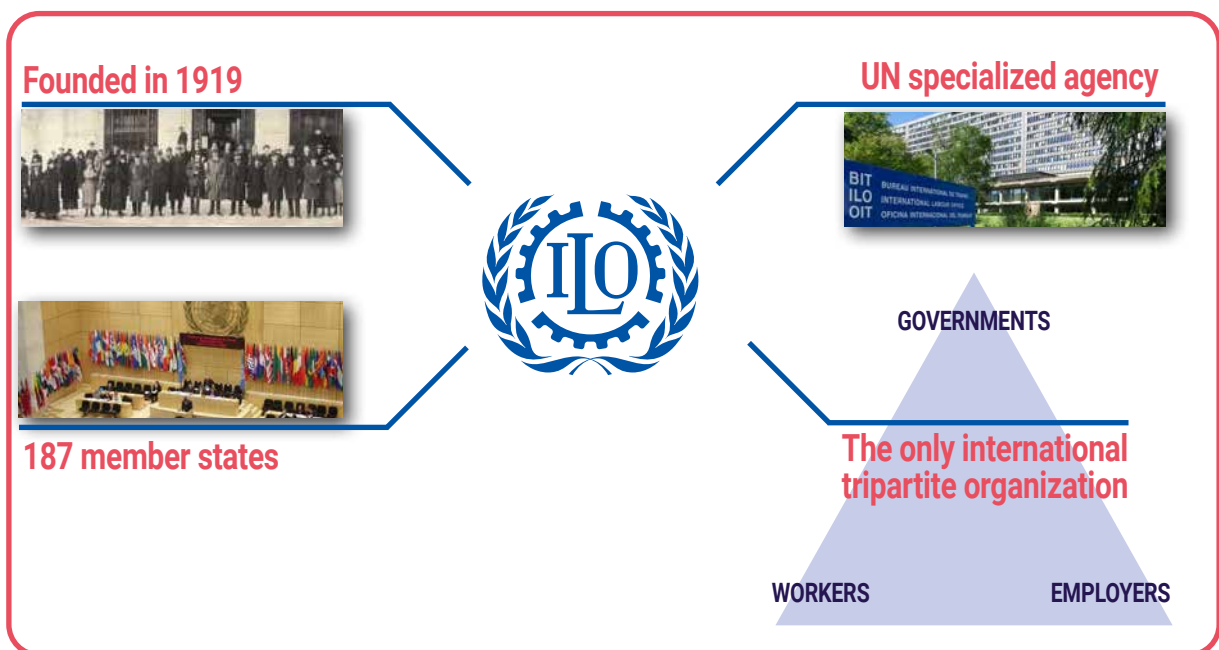 Founded in 1919
UN specialized agency
BIT
ILO
OIT
BUREAU INTERNATIONAL DU TRAVAIL
INTERNATIONAL LABOUR OFFICE
OFICINA INTERNACIONAL DEL TRABAJO
ILO
GOVERNMENTS
187 member states
The only international
tripartite organization
WORKERS
EMPLOYERS